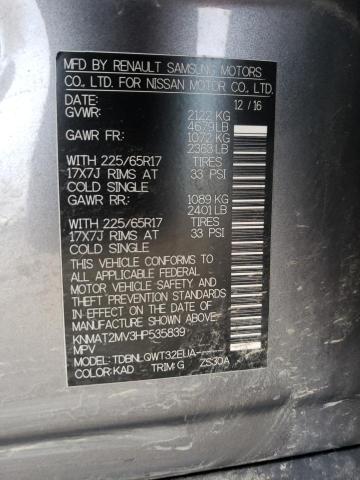 MFD BY RENAULT SAMSUNG MOTORS
CO., LTD. FOR NISSAN MOTOR CO., LTD.
DATE: 12/16
GVWR: 2122 KG
4679 LB
GAWR FR: 1072 KG
2363 LB
WITH 225/65R17 TIRES
17X7J RIMS AT 33 PSI
COLD SINGLE
GAWR RR: 1089 KG
2401 LB
WITH 225/65R17 TIRES
17X7J RIMS AT 33 PSI
COLD SINGLE
THIS VEHICLE CONFORMS TO
ALL APPLICABLE FEDERAL
MOTOR VEHICLE SAFETY AND
THEFT PREVENTION STANDARDS
IN EFFECT ON THE DATE OF
MANUFACTURE SHOWN ABOVE.
KNMAT2MV3HP535839
MPV
MODEL: TDBNLQWT32EUA-----
COLOR: KAD TRIM: G ZS30A